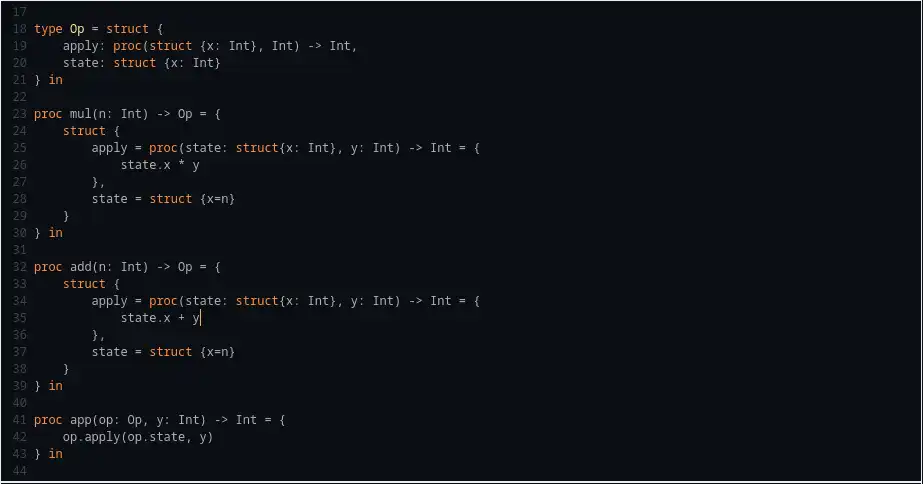 17
18 type Op = struct {
19     apply: proc(struct {x: Int}, Int) -> Int,
20     state: struct {x: Int}
21 } in
22
23 proc mul(n: Int) -> Op = {
24     struct {
25         apply = proc(state: struct{x: Int}, y: Int) -> Int = {
26             state.x * y
27         },
28         state = struct {x=n}
29     }
30 } in
31
32 proc add(n: Int) -> Op = {
33     struct {
34         apply = proc(state: struct{x: Int}, y: Int) -> Int = {
35             state.x + y
36         },
37         state = struct {x=n}
38     }
39 } in
40
41 proc app(op: Op, y: Int) -> Int = {
42     op.apply(op.state, y)
43 } in
44